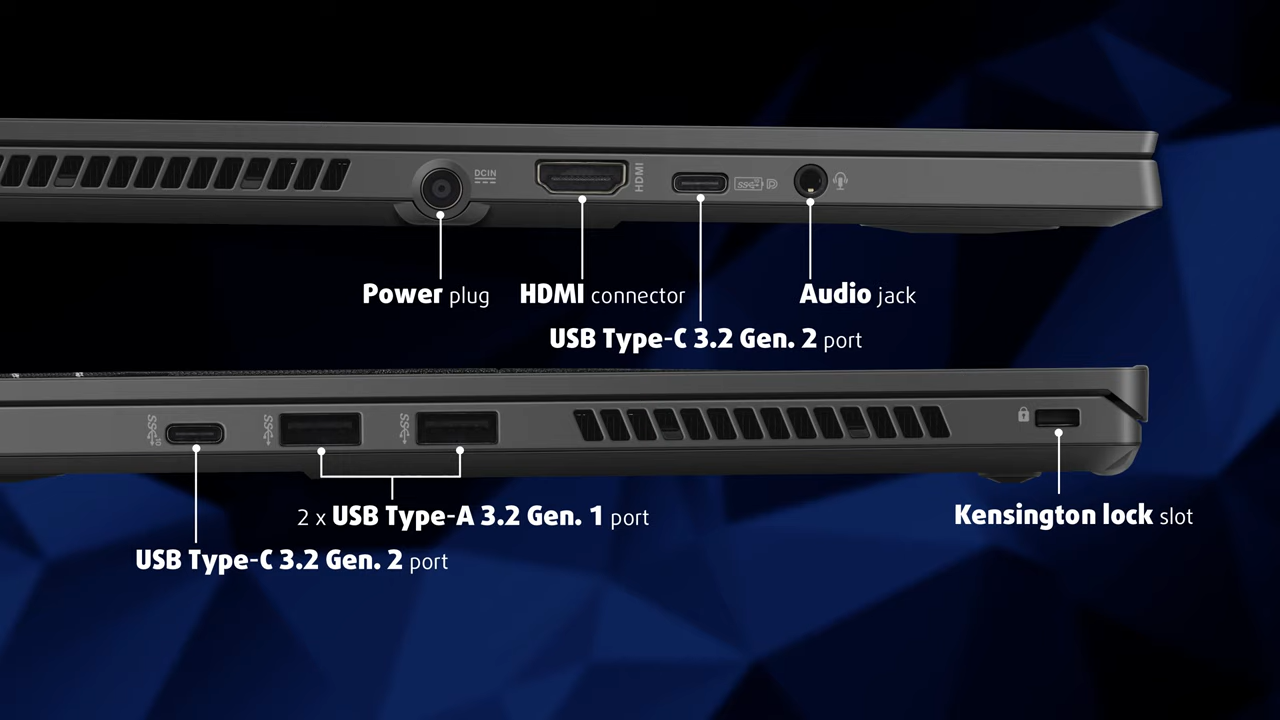 DCIN
HDMI
Power plug
HDMI connector
Audio jack
USB Type-C 3.2 Gen. 2 port
2 x USB Type-A 3.2 Gen. 1 port
Kensington lock slot
USB Type-C 3.2 Gen. 2 port